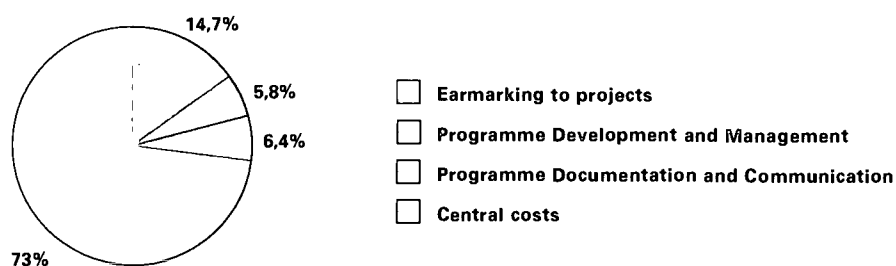 14,7%
5,8%
6,4%
73%
Earmarking to projects
Programme Development and Management
Programme Documentation and Communication
Central costs